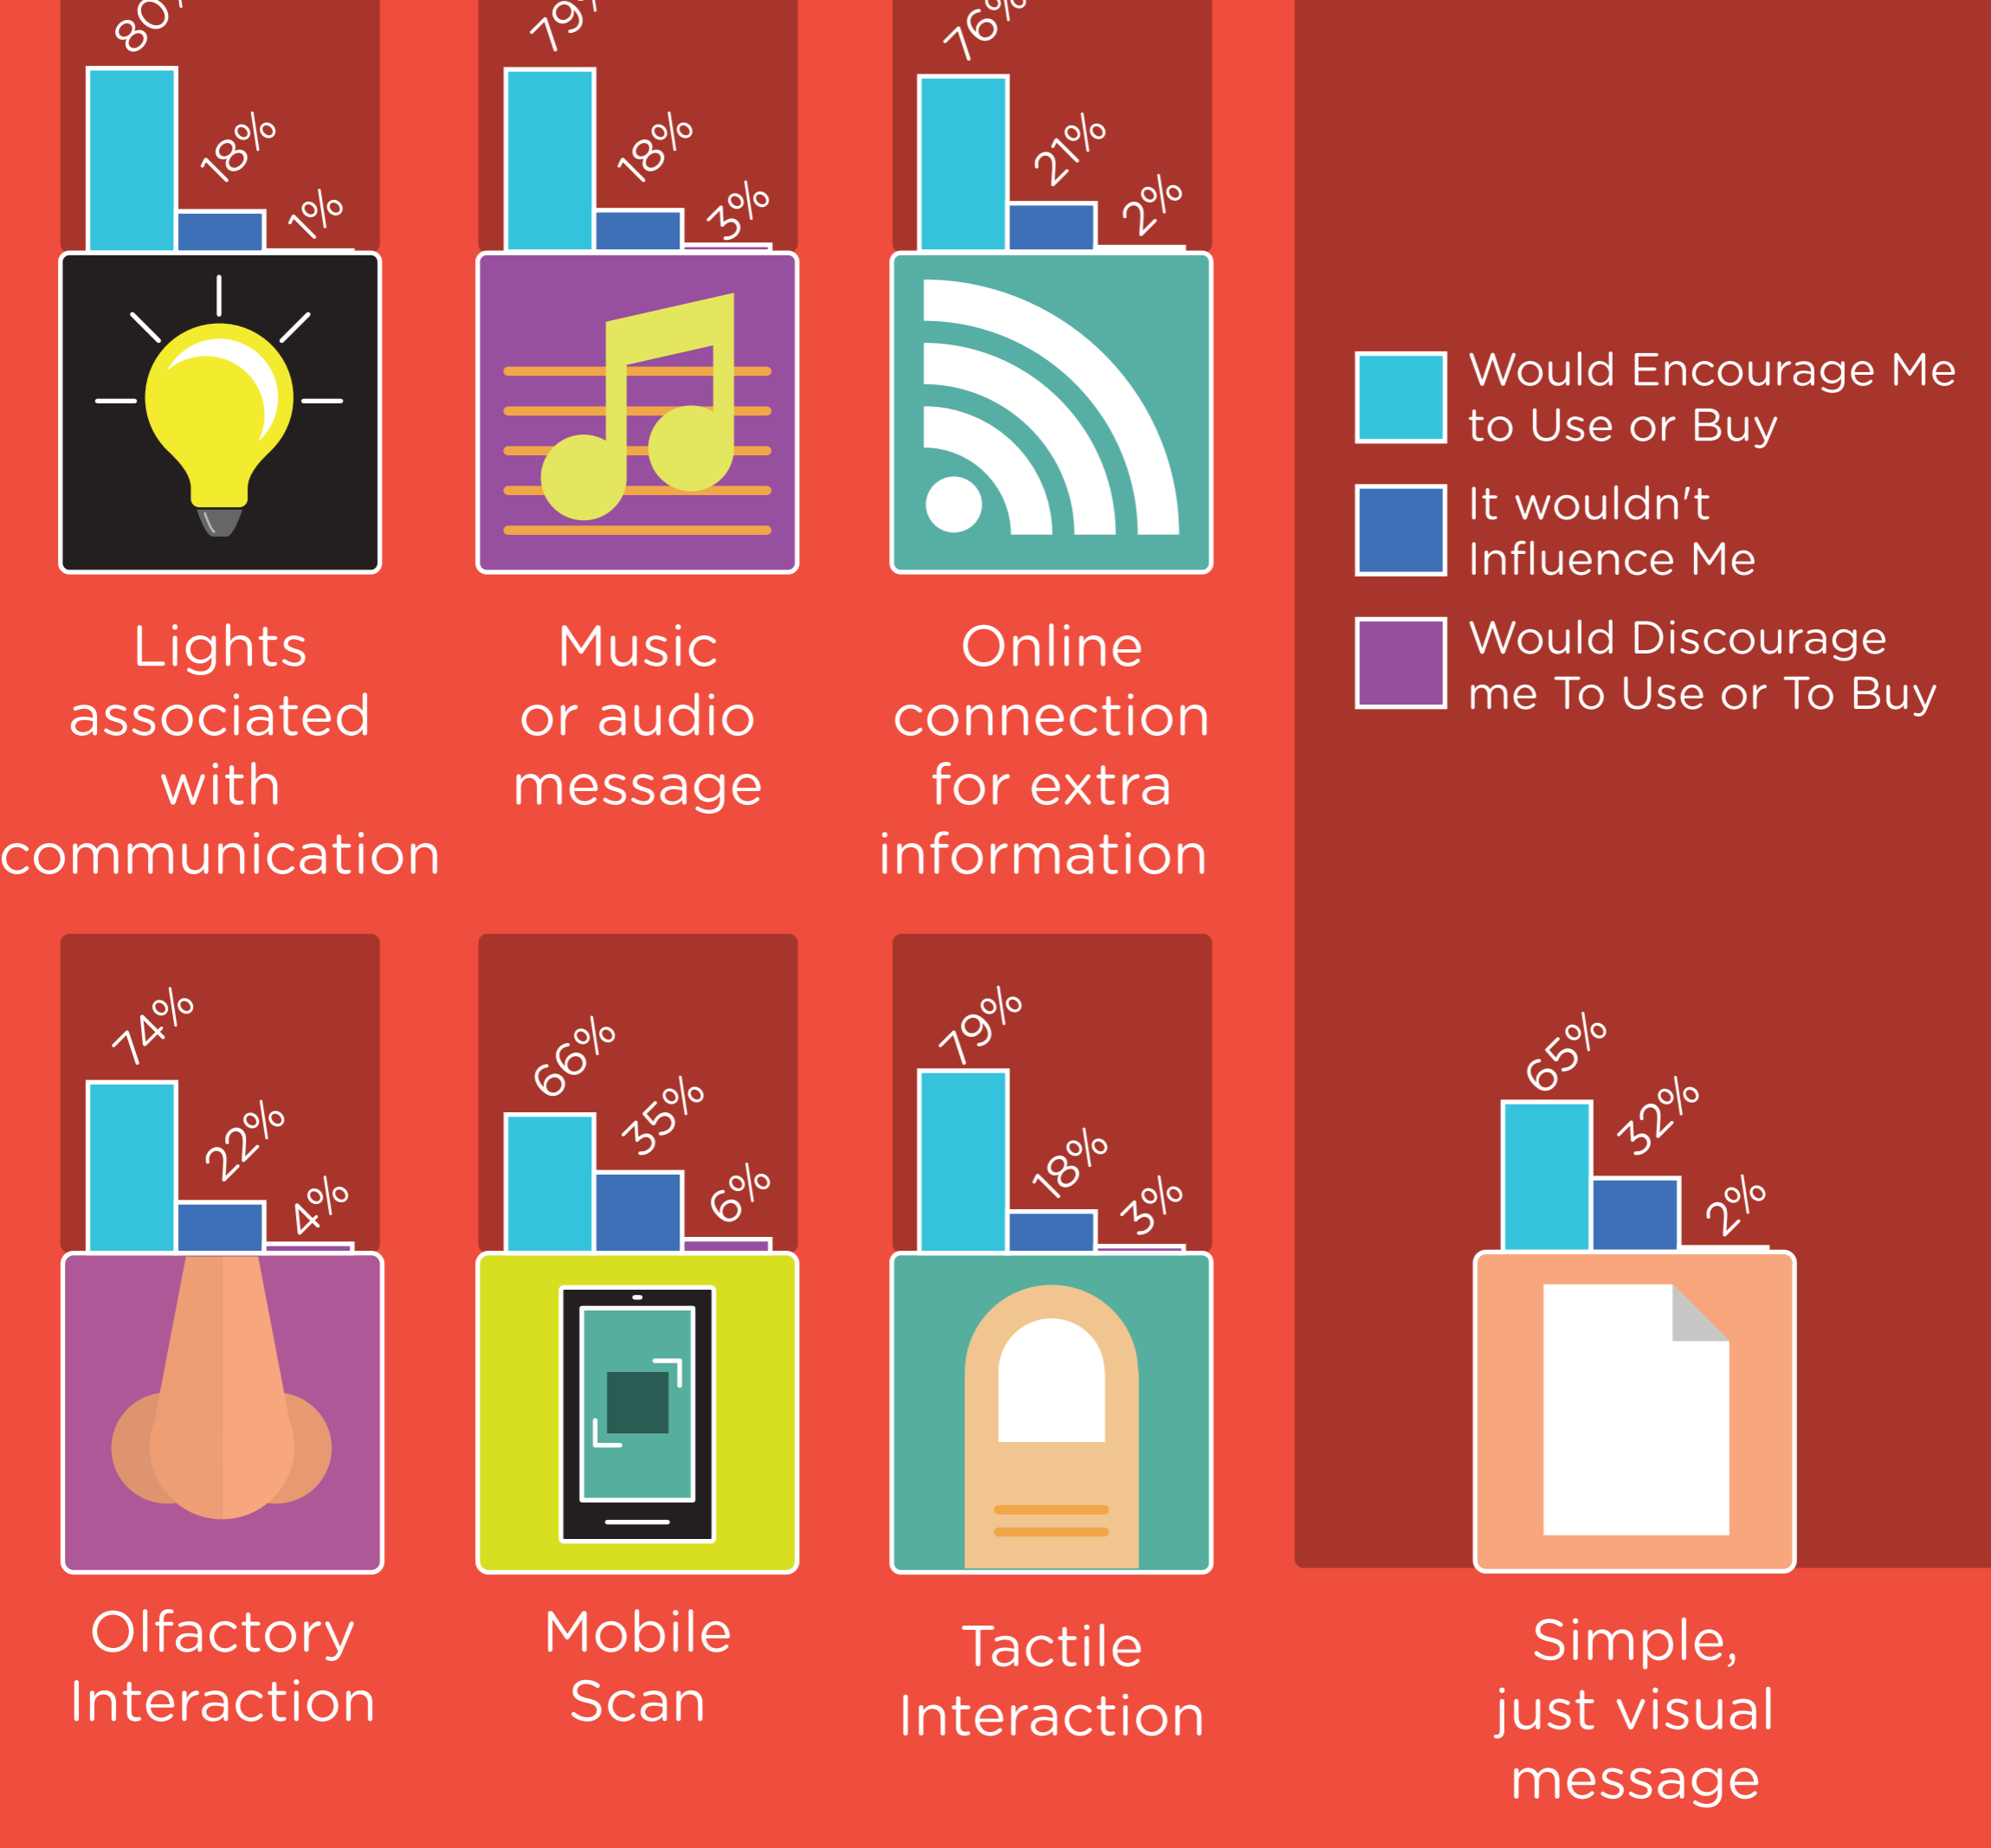 80%
18%
1%
79%
18%
3%
76%
21%
2%
Lights
associated
with
communication
Music
or audio
message
Online
connection
for extra
information
Would Encourage Me
to Use or Buy
It wouldn't
Influence Me
Would Discourage
me To Use or To Buy
74%
22%
4%
66%
35%
6%
79%
18%
3%
65%
32%
2%
Olfactory
Interaction
Mobile
Scan
Tactile
Interaction
Simple,
just visual
message